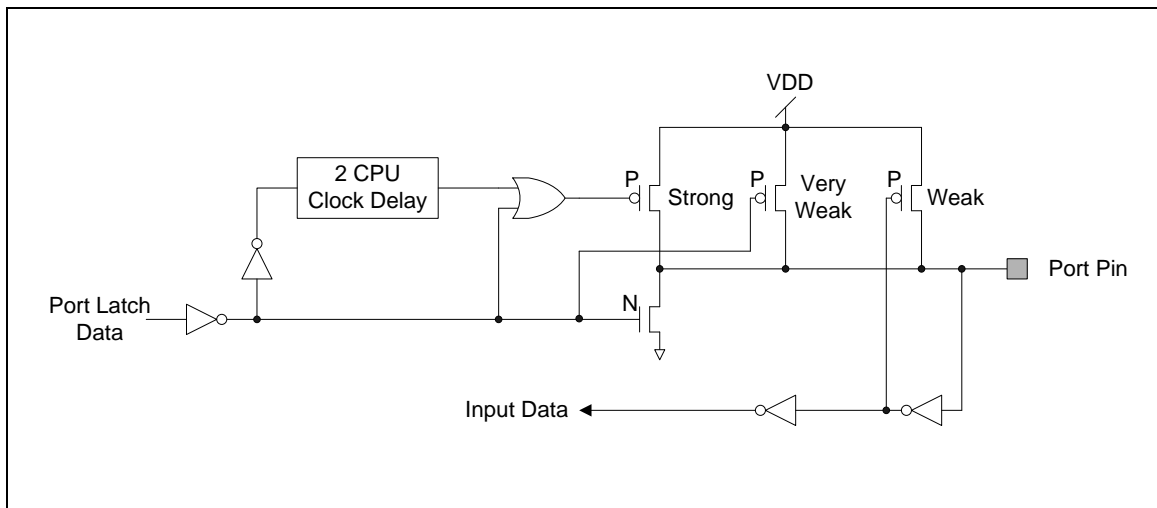 VDD
2 CPU
Clock Delay
P
Strong
P
Very
Weak
P
Weak
Port Pin
Port Latch
Data
N
Input Data